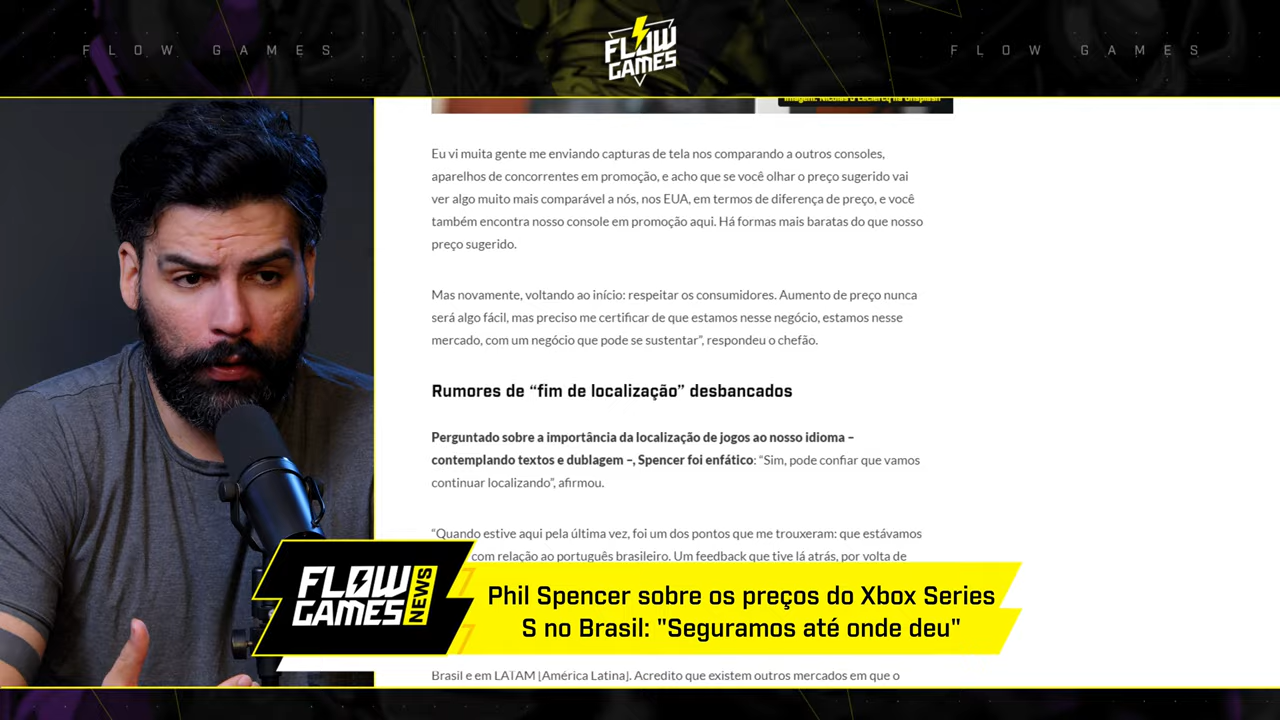 FLOW GAMES
FLOW
GAMES
FLOW GAMES
Imagem: Nicolas J Leclercq na Unsplash
Eu vi muita gente me enviando capturas de tela nos comparando a outros consoles,
aparelhos de concorrentes em promoção, e acho que se você olhar o preço sugerido vai
ver algo muito mais comparável a nós, nos EUA, em termos de diferença de preço, e você
também encontra nosso console em promoção aqui. Há formas mais baratas do que nosso
preço sugerido.
Mas novamente, voltando ao início: respeitar os consumidores. Aumento de preço nunca
será algo fácil, mas preciso me certificar de que estamos nesse negócio, estamos nesse
mercado, com um negócio que pode se sustentar”, respondeu o chefão.
Rumores de “fim de localização” desbancados
Perguntado sobre a importância da localização de jogos ao nosso idioma –
contemplando textos e dublagem –, Spencer foi enfático: “Sim, pode confiar que vamos
continuar localizando”, afirmou.
“Quando estive aqui pela última vez, foi um dos pontos que me trouxeram: que estávamos
com relação ao português brasileiro. Um feedback que tive lá atrás, por volta de
FLOW
GAMES
NEWS
Phil Spencer sobre os preços do Xbox Series
S no Brasil: "Seguramos até onde deu"
Brasil e em LATAM [América Latina]. Acredito que existem outros mercados em que o